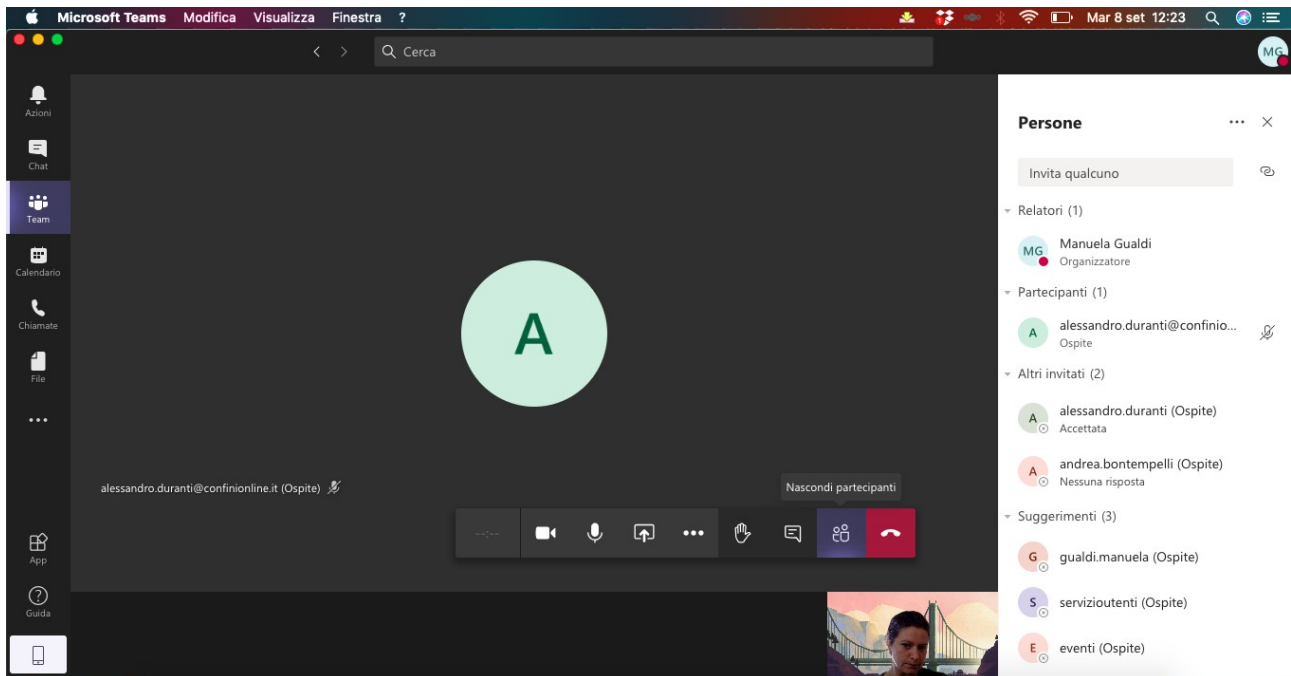 Microsoft Teams Modifica Visualizza Finestra ? Mar 8 set 12:23
Cerca
MG
Azioni
Chat
Team
Calendario
Chiamate
File
App
Guida
A
alessandro.duranti@confinionline.it (Ospite)
Nascondi partecipanti
--:--
Persone
Invita qualcuno
Relatori (1)
MG
Manuela Gualdi
Organizzatore
Partecipanti (1)
A
alessandro.duranti@confinio...
Ospite
Altri invitati (2)
A
alessandro.duranti (Ospite)
Accettata
A
andrea.bontempelli (Ospite)
Nessuna risposta
Suggerimenti (3)
G
gualdi.manuela (Ospite)
S
servizioutenti (Ospite)
E
eventi (Ospite)